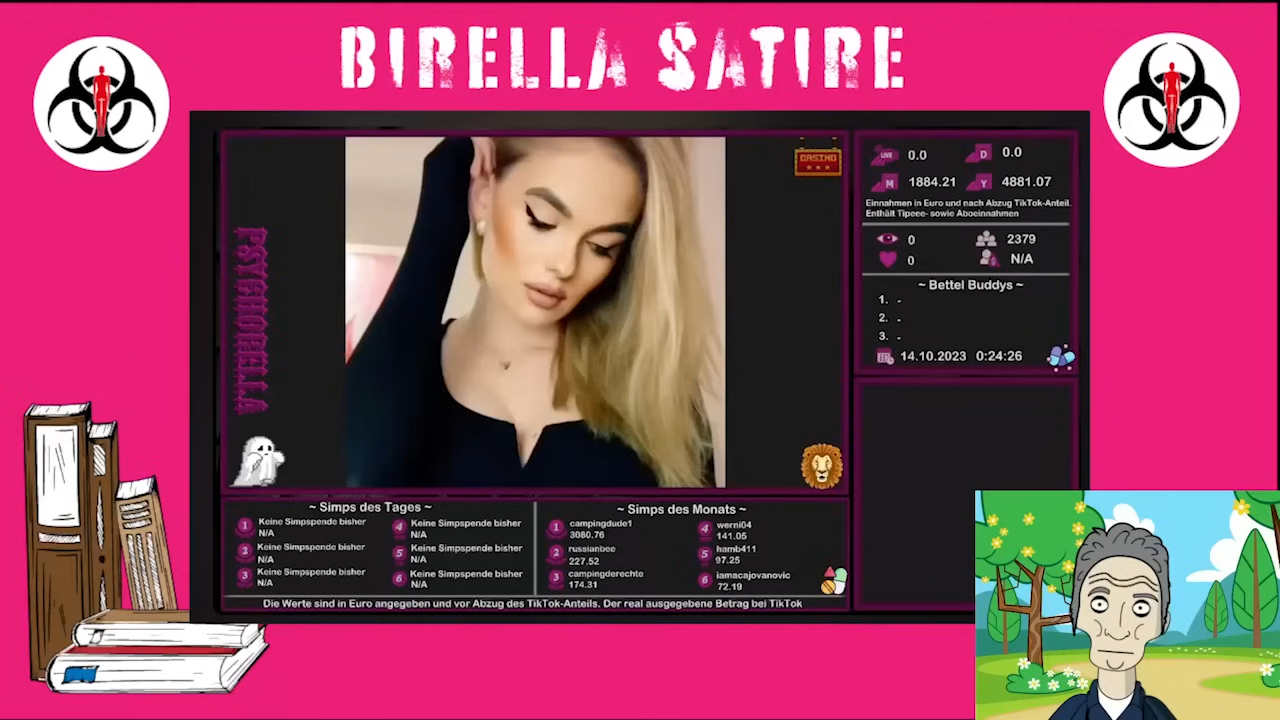 BIRELLA SATIRE
CASINO
PSYCHOBELLA
LIVE 0.0 D 0.0
M 1884.21 Y 4881.07
Einnahmen in Euro und nach Abzug TikTok-Anteil.
Enthält Tipeee- sowie Aboeinnahmen
0 2379
0 N/A
~ Bettel Buddys ~
1. -
2. -
3. -
14.10.2023 0:24:26
~ Simps des Tages ~
1 Keine Simpspende bisher
N/A
2 Keine Simpspende bisher
N/A
3 Keine Simpspende bisher
N/A
4 Keine Simpspende bisher
N/A
5 Keine Simpspende bisher
N/A
6 Keine Simpspende bisher
N/A
~ Simps des Monats ~
1 campingdude1
3080.76
2 russianbee
227.52
3 campingderechte
174.31
4 werni04
141.05
5 hamb411
97.25
6 iamacajovanovic
72.19
Die Werte sind in Euro angegeben und vor Abzug des TikTok-Anteils. Der real ausgegebene Betrag bei TikTok